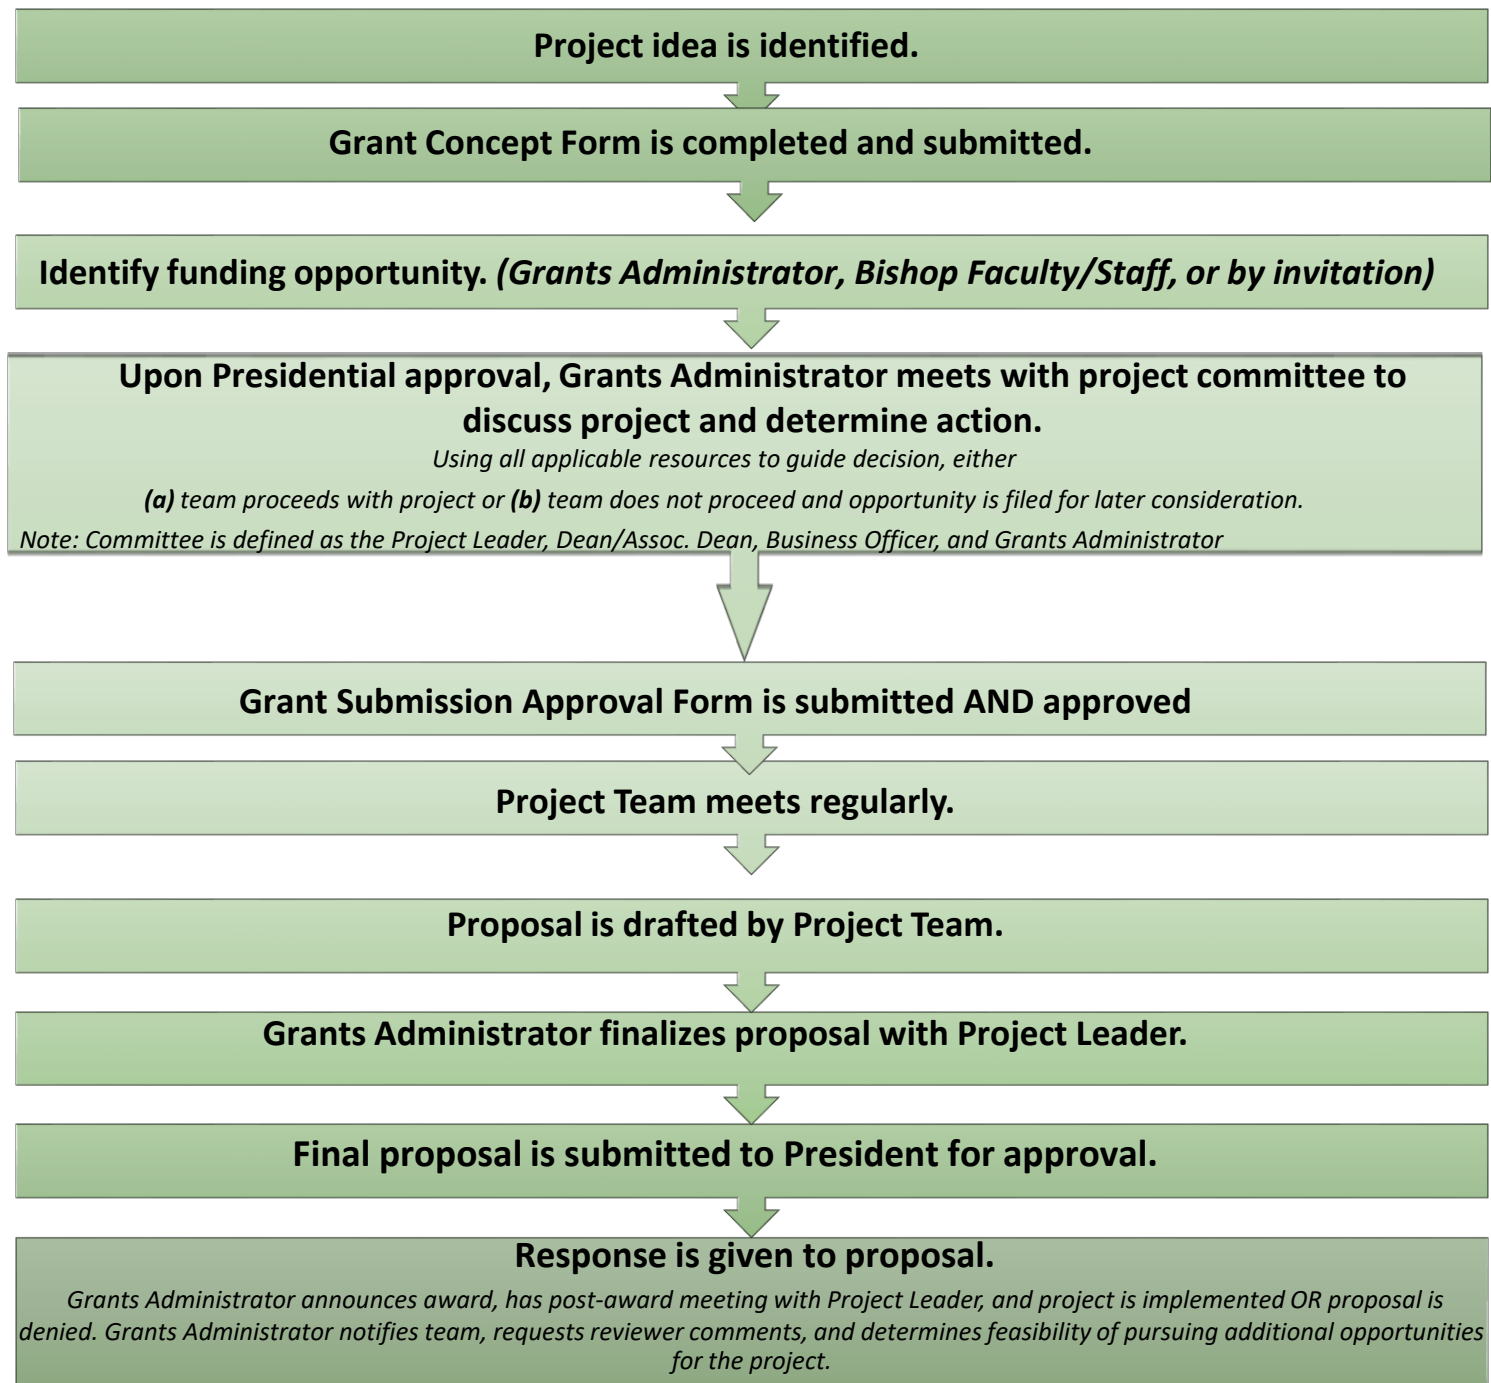 Project idea is identified.
Grant Concept Form is completed and submitted.
Identify funding opportunity. (Grants Administrator, Bishop Faculty/Staff, or by invitation)
Upon Presidential approval, Grants Administrator meets with project committee to
discuss project and determine action.
Using all applicable resources to guide decision, either
(a) team proceeds with project or (b) team does not proceed and opportunity is filed for later consideration.
Note: Committee is defined as the Project Leader, Dean/Assoc. Dean, Business Officer, and Grants Administrator
Grant Submission Approval Form is submitted AND approved
Project Team meets regularly.
Proposal is drafted by Project Team.
Grants Administrator finalizes proposal with Project Leader.
Final proposal is submitted to President for approval.
Response is given to proposal.
Grants Administrator announces award, has post-award meeting with Project Leader, and project is implemented OR proposal is
denied. Grants Administrator notifies team, requests reviewer comments, and determines feasibility of pursuing additional opportunities
for the project.